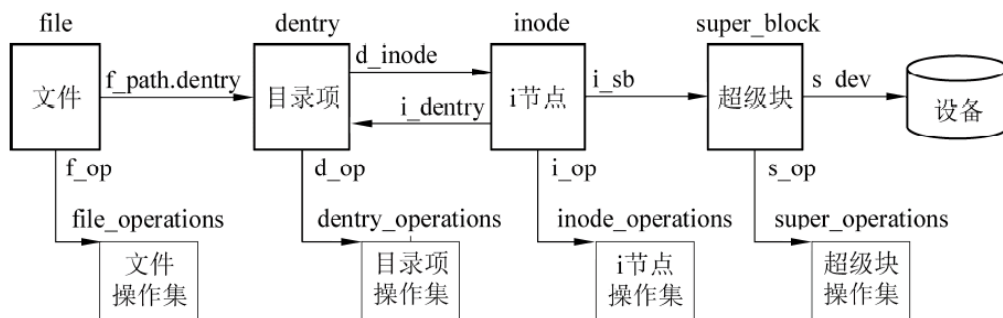 file
dentry
inode
super_block
文件
f_path.dentry
目录项
d_inode
i_dentry
i节点
i_sb
超级块
s_dev
设备
f_op
d_op
i_op
s_op
file_operations
dentry_operations
inode_operations
super_operations
文件
操作集
目录项
操作集
i节点
操作集
超级块
操作集